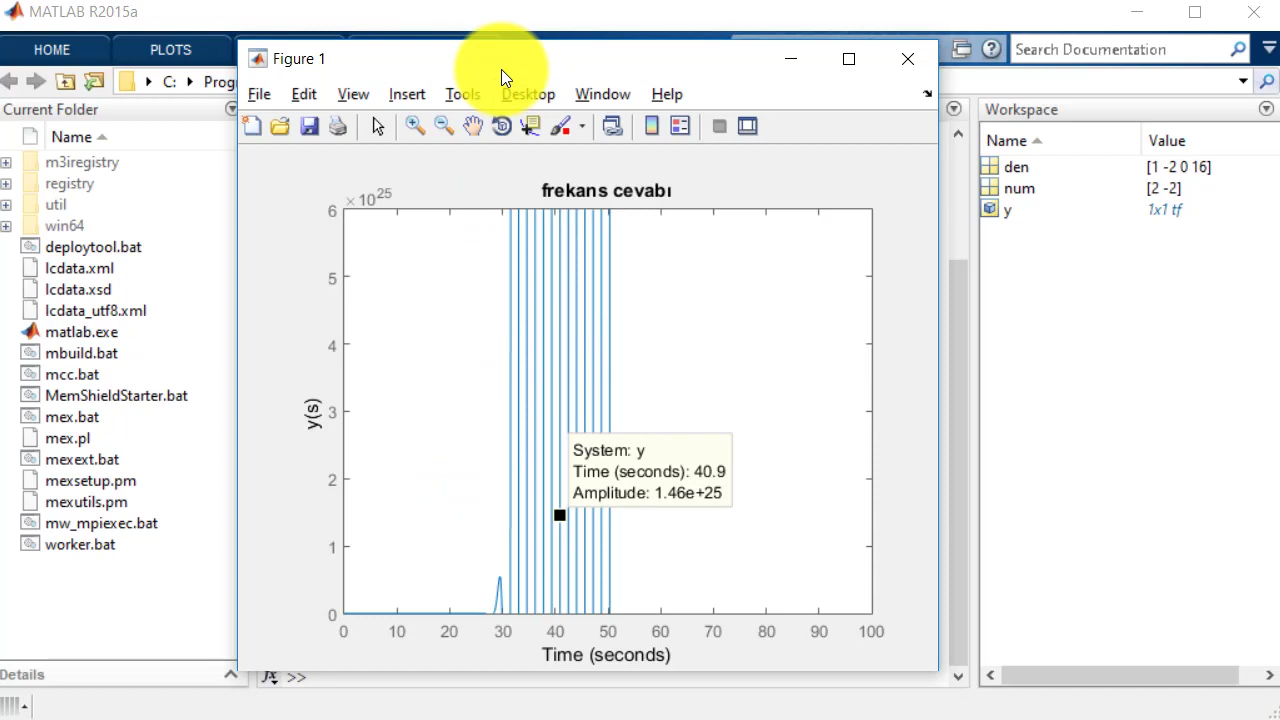 MATLAB R2015a
HOME
PLOTS
Search Documentation
C:
Prog
Current Folder
Name
m3iregistry
registry
util
win64
deploytool.bat
lcdata.xml
lcdata.xsd
lcdata_utf8.xml
matlab.exe
mbuild.bat
mcc.bat
MemShieldStarter.bat
mex.bat
mex.pl
mexext.bat
mexsetup.pm
mexutils.pm
mw_mpiexec.bat
worker.bat
Details
Figure 1
File Edit View Insert Tools Desktop Window Help
frekans cevabı
× 10 25
6
5
4
3
2
1
0
y(s)
System: y
Time (seconds): 40.9
Amplitude: 1.46e+25
0 10 20 30 40 50 60 70 80 90 100
Time (seconds)
fx >>
Workspace
Name Value
den [1 -2 0 16]
num [2 -2]
y 1x1 tf